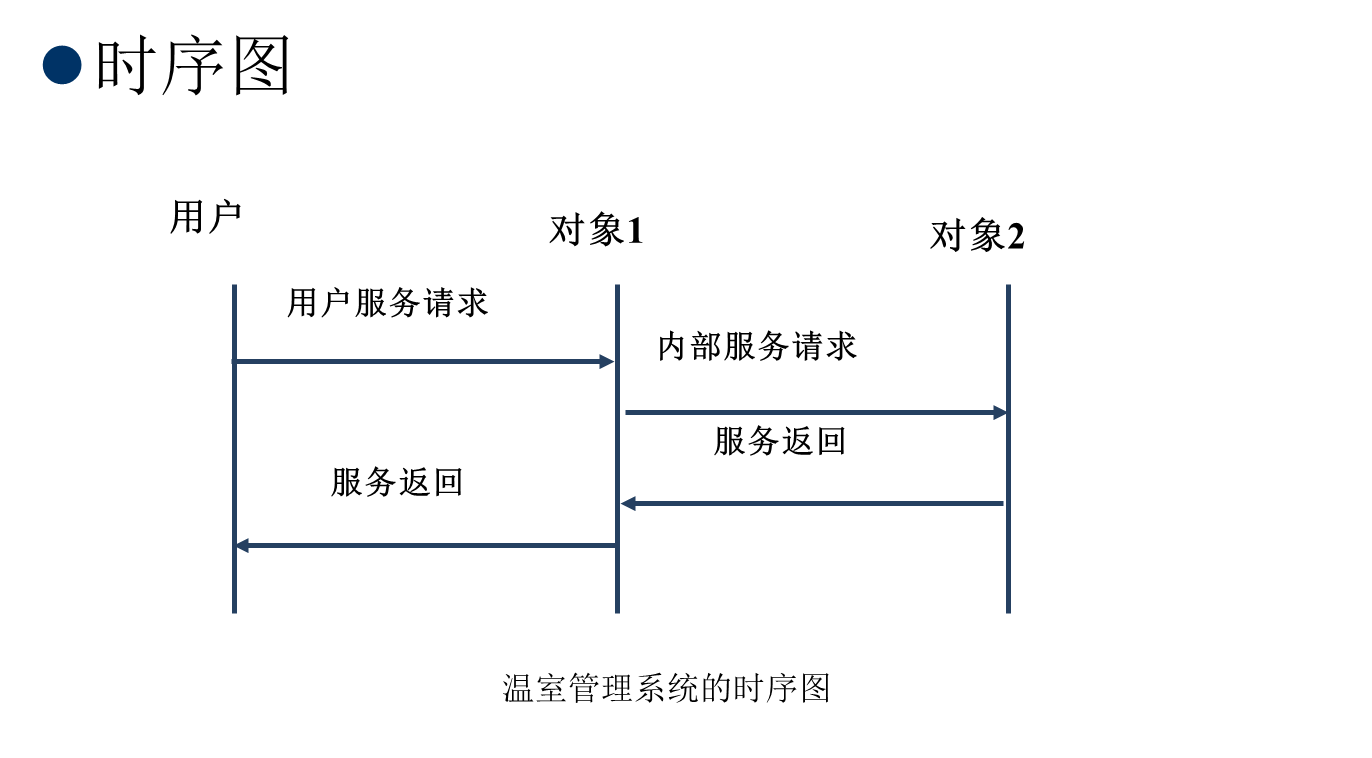 时序图
用户
对象1
对象2
用户服务请求
内部服务请求
服务返回
服务返回
温室管理系统的时序图